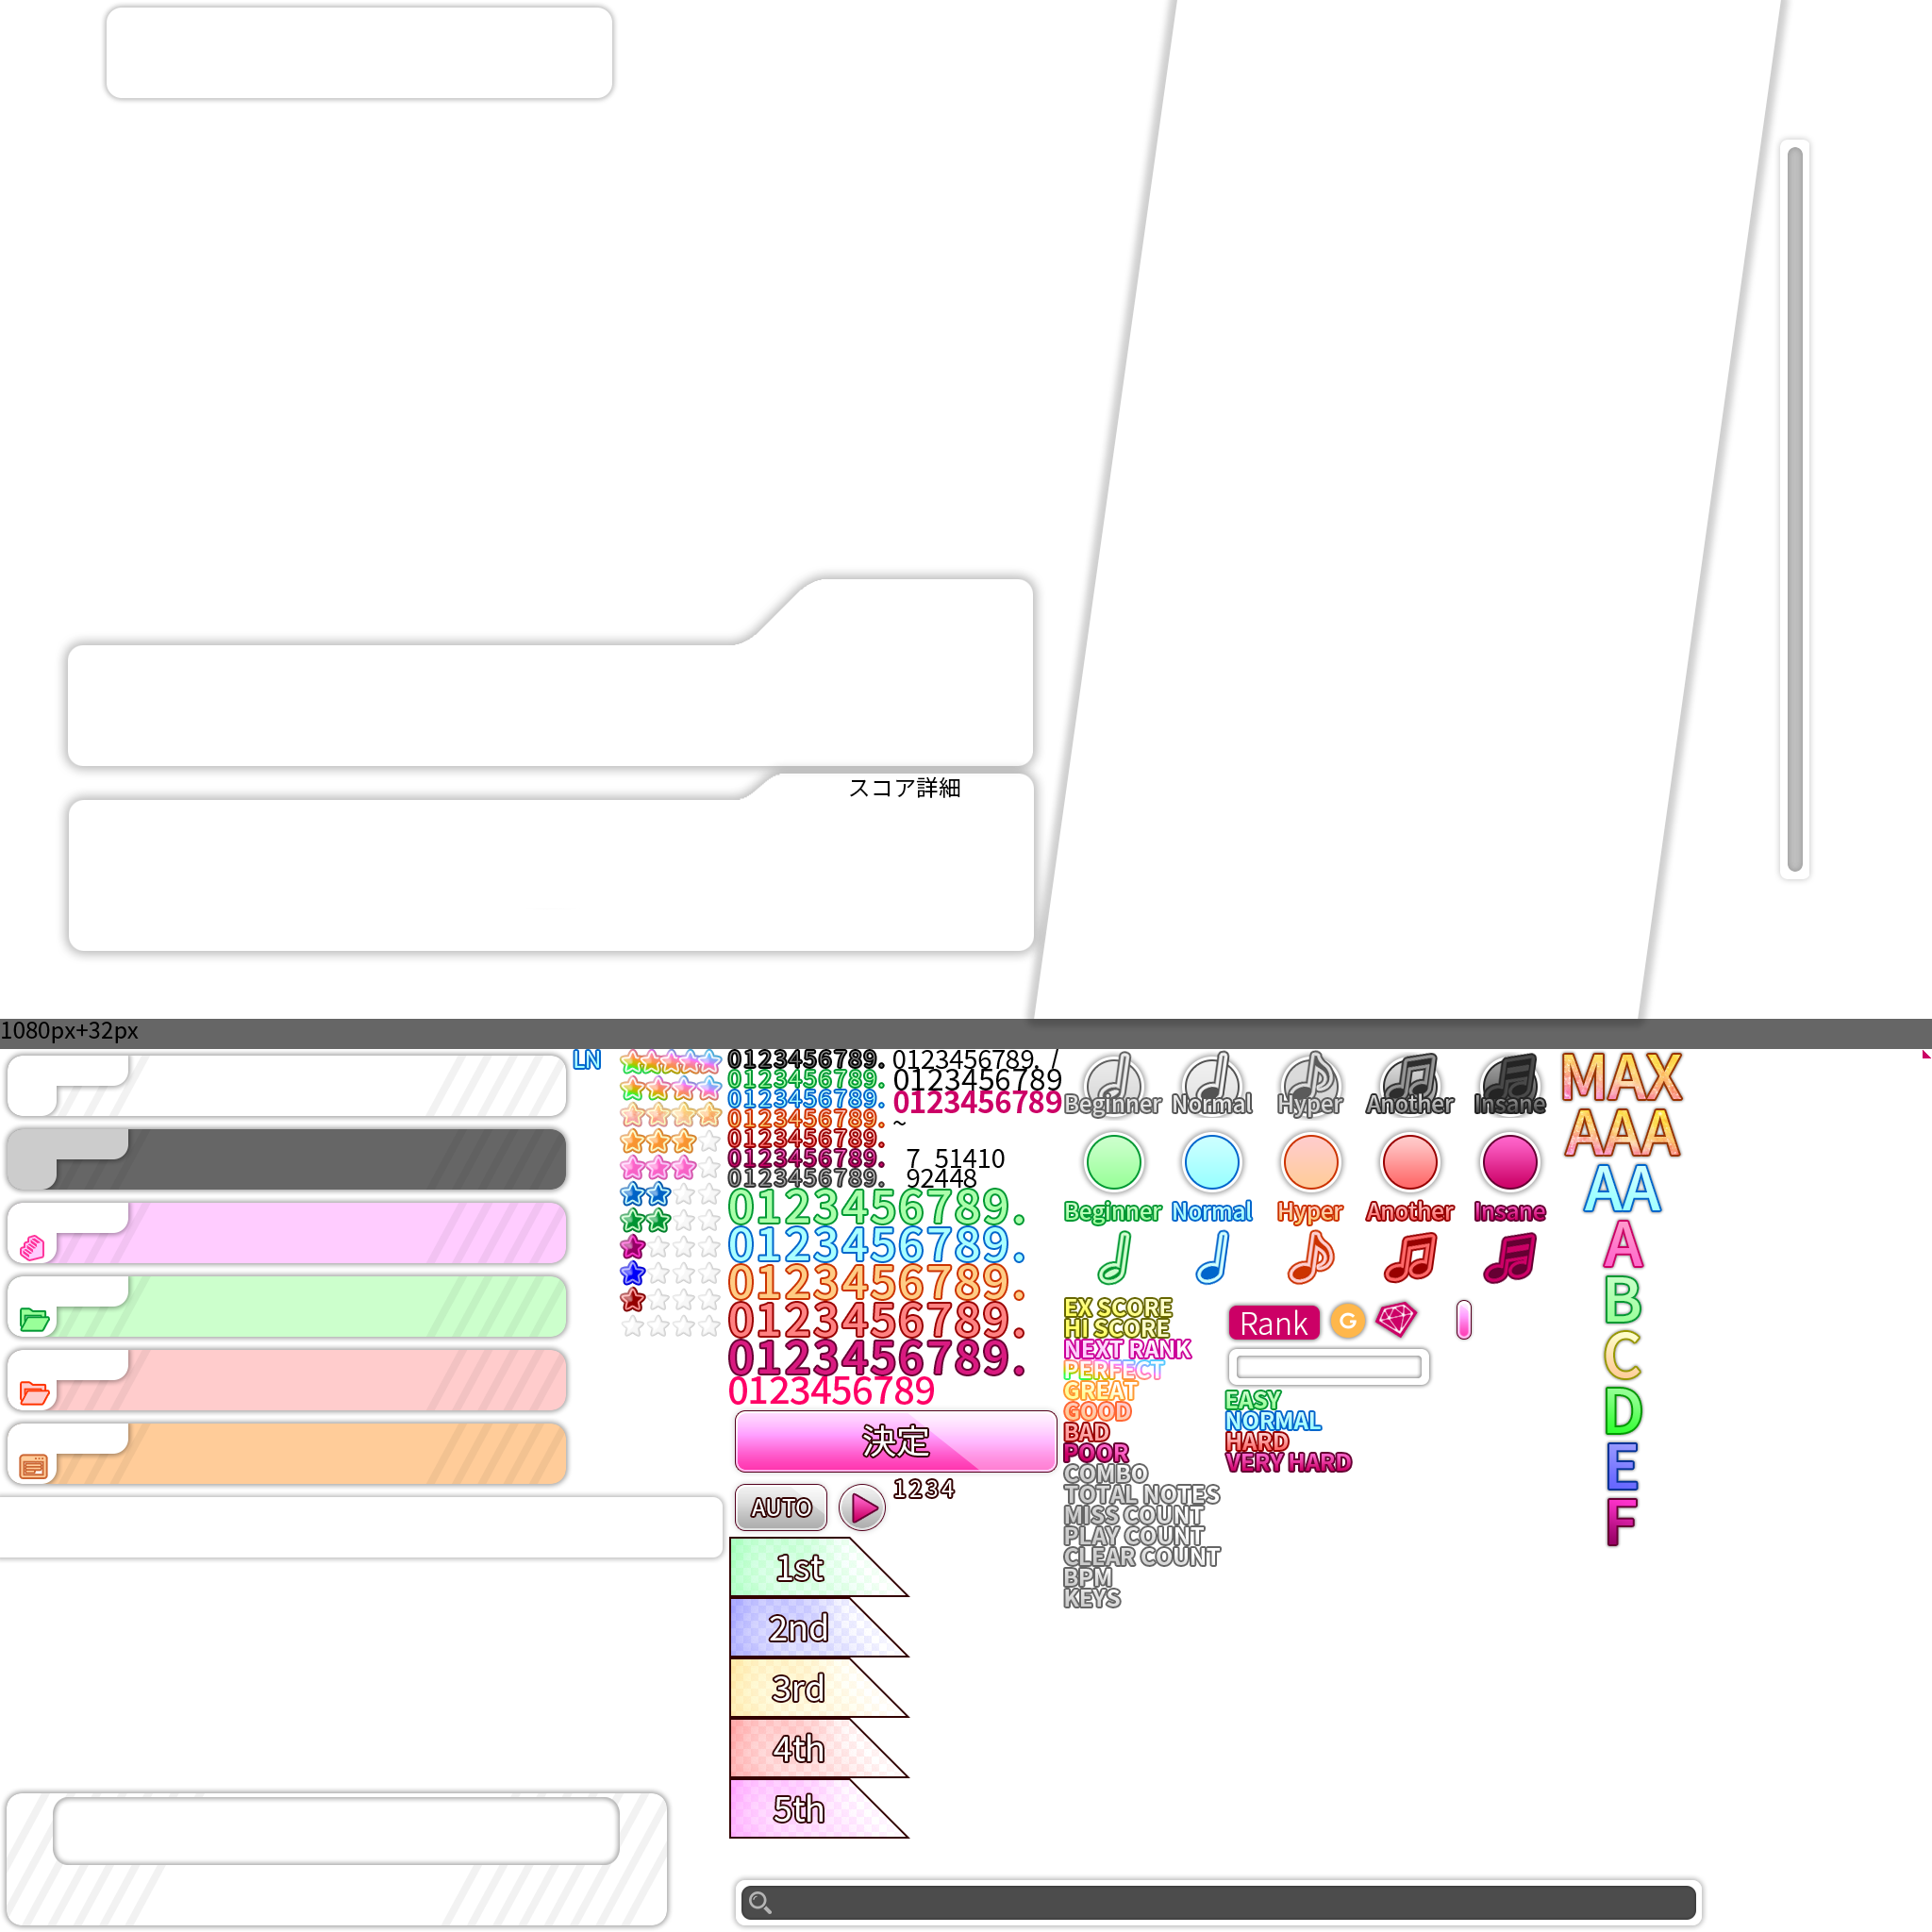 スコア詳細
1080px+32px
LN
0123456789.
0123456789.
0123456789.
0123456789.
0123456789.
0123456789.
0123456789.
0123456789. /
0123456789
0123456789
~
7 51410
92448
0123456789.
0123456789.
0123456789.
0123456789.
0123456789.
0123456789
決定
AUTO
1234
1st
2nd
3rd
4th
5th
Beginner Normal Hyper Another Insane
Beginner Normal Hyper Another Insane
EX SCORE
HI SCORE
NEXT RANK
PERFECT
GREAT
GOOD
BAD
POOR
COMBO
TOTAL NOTES
MISS COUNT
PLAY COUNT
CLEAR COUNT
BPM
KEYS
Rank G
EASY
NORMAL
HARD
VERY HARD
MAX
AAA
AA
A
B
C
D
E
F